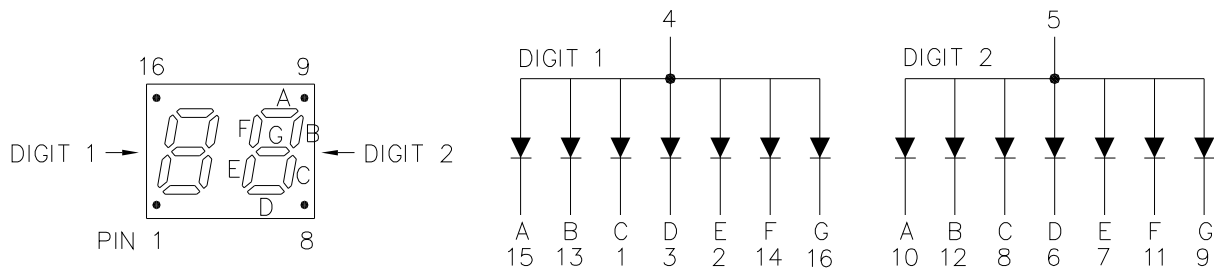 16 9
A
F B
G
DIGIT 1 DIGIT 2
E C
D
PIN 1 8
4
DIGIT 1
A B C D E F G
15 13 1 3 2 14 16
5
DIGIT 2
A B C D E F G
10 12 8 6 7 11 9